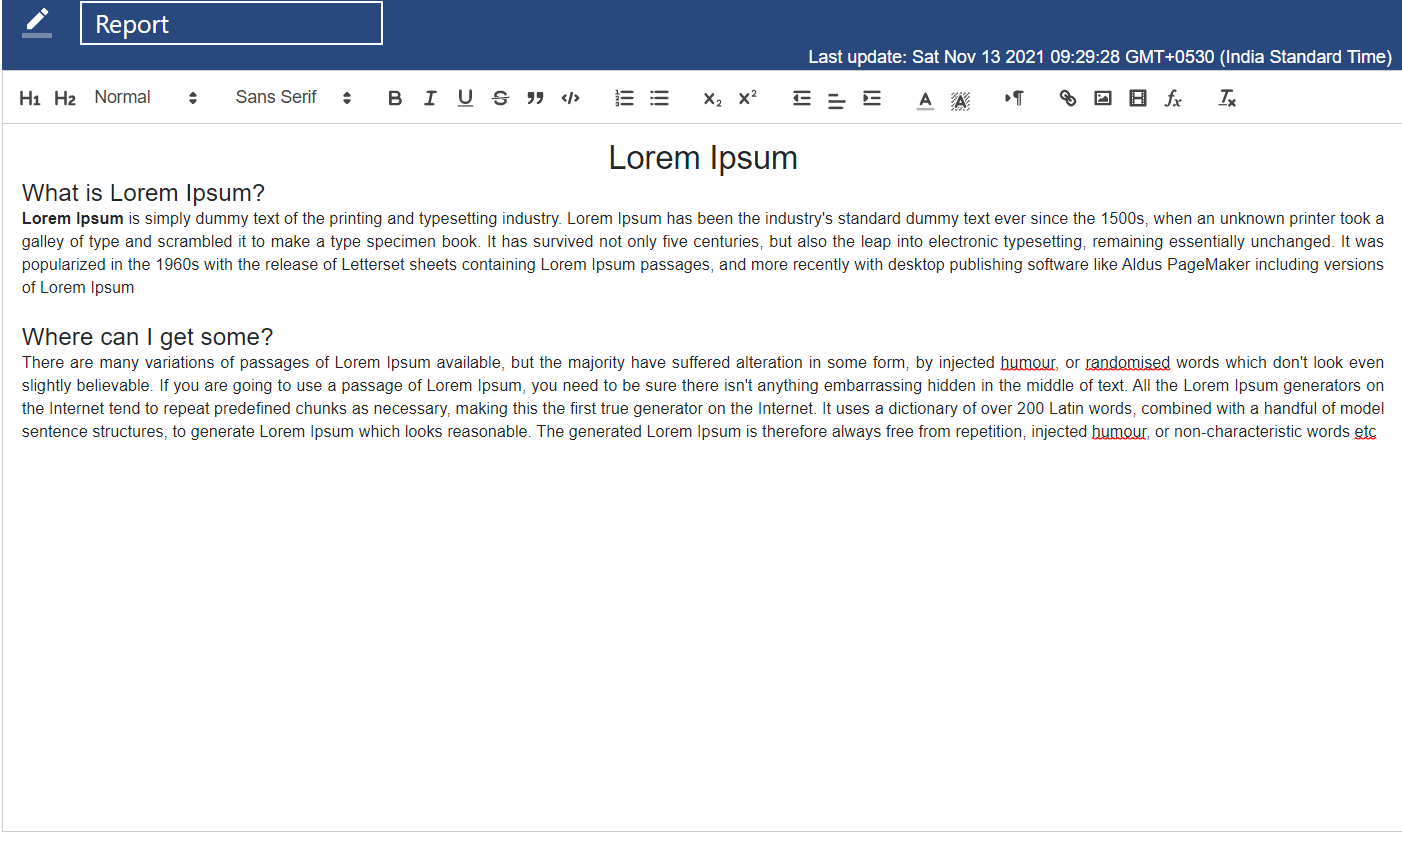 Report
Last update: Sat Nov 13 2021 09:29:28 GMT+0530 (India Standard Time)
H1 H2 Normal Sans Serif B I U S ” </> X2 X² A A ¶ fx Tx
Lorem Ipsum
What is Lorem Ipsum?
Lorem Ipsum is simply dummy text of the printing and typesetting industry. Lorem Ipsum has been the industry's standard dummy text ever since the 1500s, when an unknown printer took a
galley of type and scrambled it to make a type specimen book. It has survived not only five centuries, but also the leap into electronic typesetting, remaining essentially unchanged. It was
popularized in the 1960s with the release of Letterset sheets containing Lorem Ipsum passages, and more recently with desktop publishing software like Aldus PageMaker including versions
of Lorem Ipsum
Where can I get some?
There are many variations of passages of Lorem Ipsum available, but the majority have suffered alteration in some form, by injected humour, or randomised words which don't look even
slightly believable. If you are going to use a passage of Lorem Ipsum, you need to be sure there isn't anything embarrassing hidden in the middle of text. All the Lorem Ipsum generators on
the Internet tend to repeat predefined chunks as necessary, making this the first true generator on the Internet. It uses a dictionary of over 200 Latin words, combined with a handful of model
sentence structures, to generate Lorem Ipsum which looks reasonable. The generated Lorem Ipsum is therefore always free from repetition, injected humour, or non-characteristic words etc